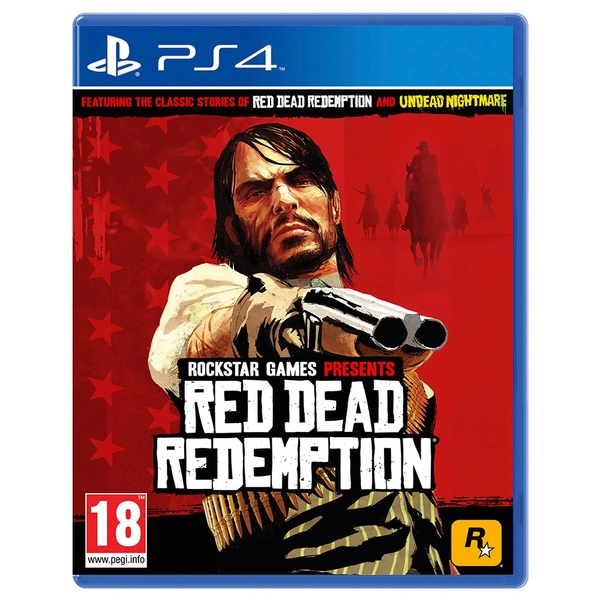 PS4™
FEATURING THE CLASSIC STORIES OF RED DEAD REDEMPTION AND UNDEAD NIGHTMARE
ROCKSTAR GAMES PRESENTS
RED DEAD
REDEMPTION
18
www.pegi.info
R